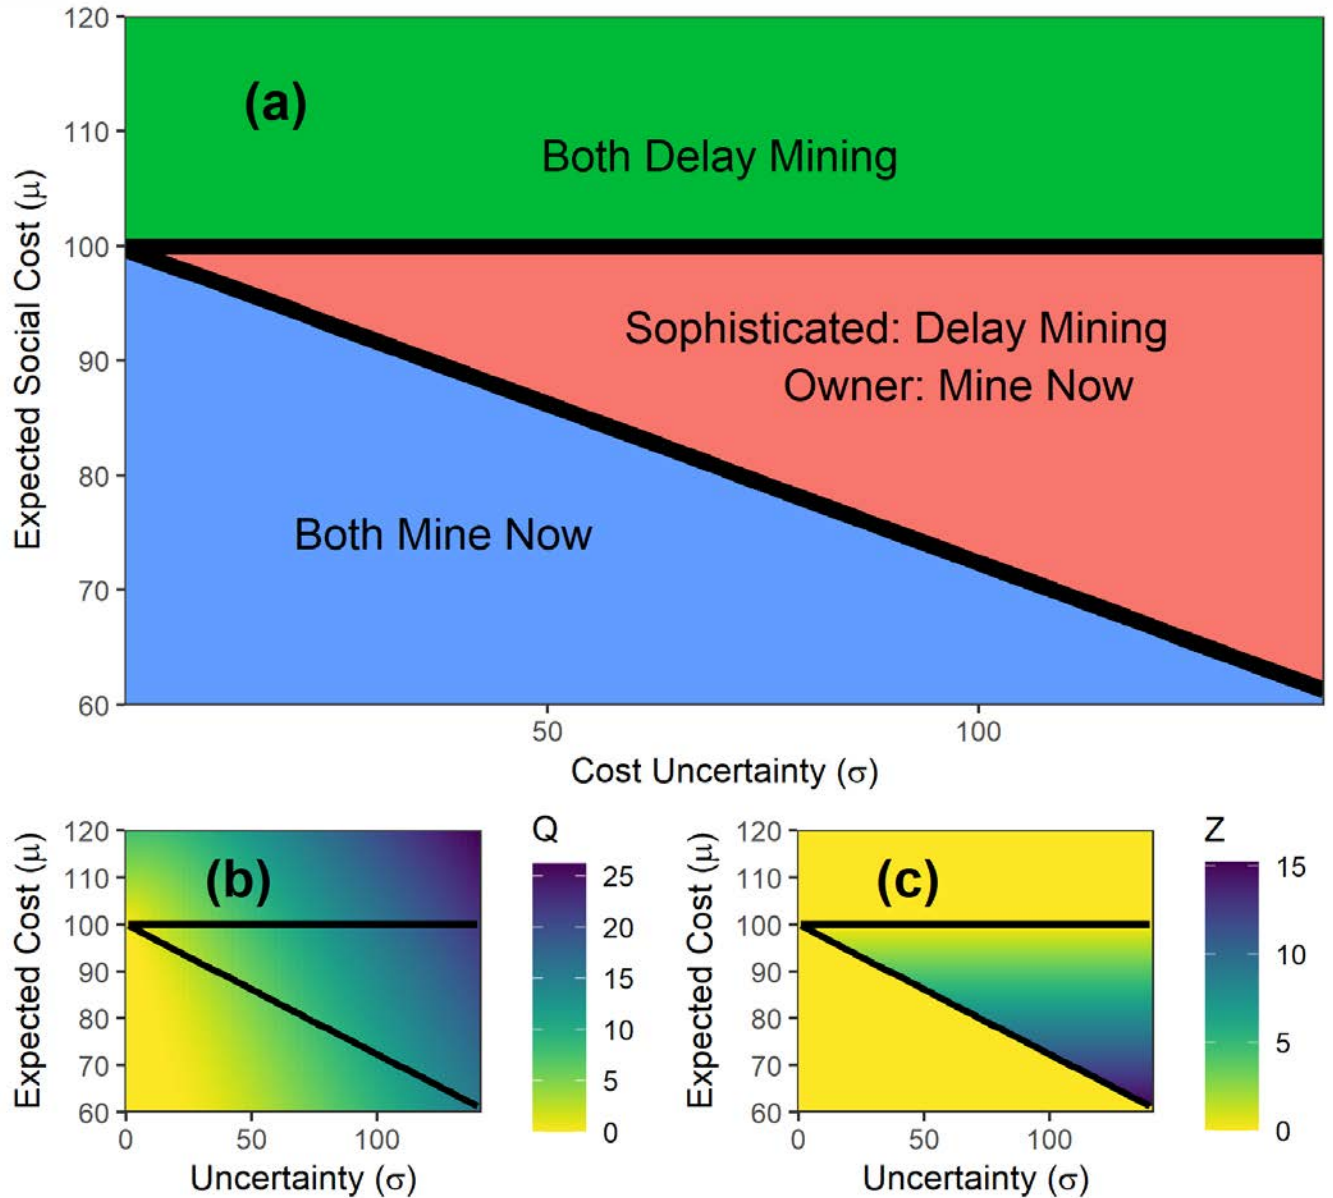 120
(a)
Both Delay Mining
110
100
Sophisticated: Delay Mining
Owner: Mine Now
90
80
Both Mine Now
70
60
Expected Social Cost (μ)
50
100
Cost Uncertainty (σ)
120
110
100
90
80
70
60
Expected Cost (μ)
(b)
0
50
100
Uncertainty (σ)
Q
25
20
15
10
5
0
120
110
100
90
80
70
60
Expected Cost (μ)
(c)
0
50
100
Uncertainty (σ)
Z
15
10
5
0